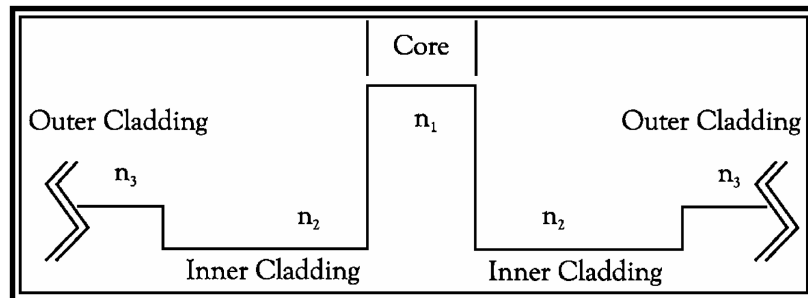 Core
Outer Cladding
n₁
Outer Cladding
n₃
n₃
n₂
n₂
Inner Cladding
Inner Cladding